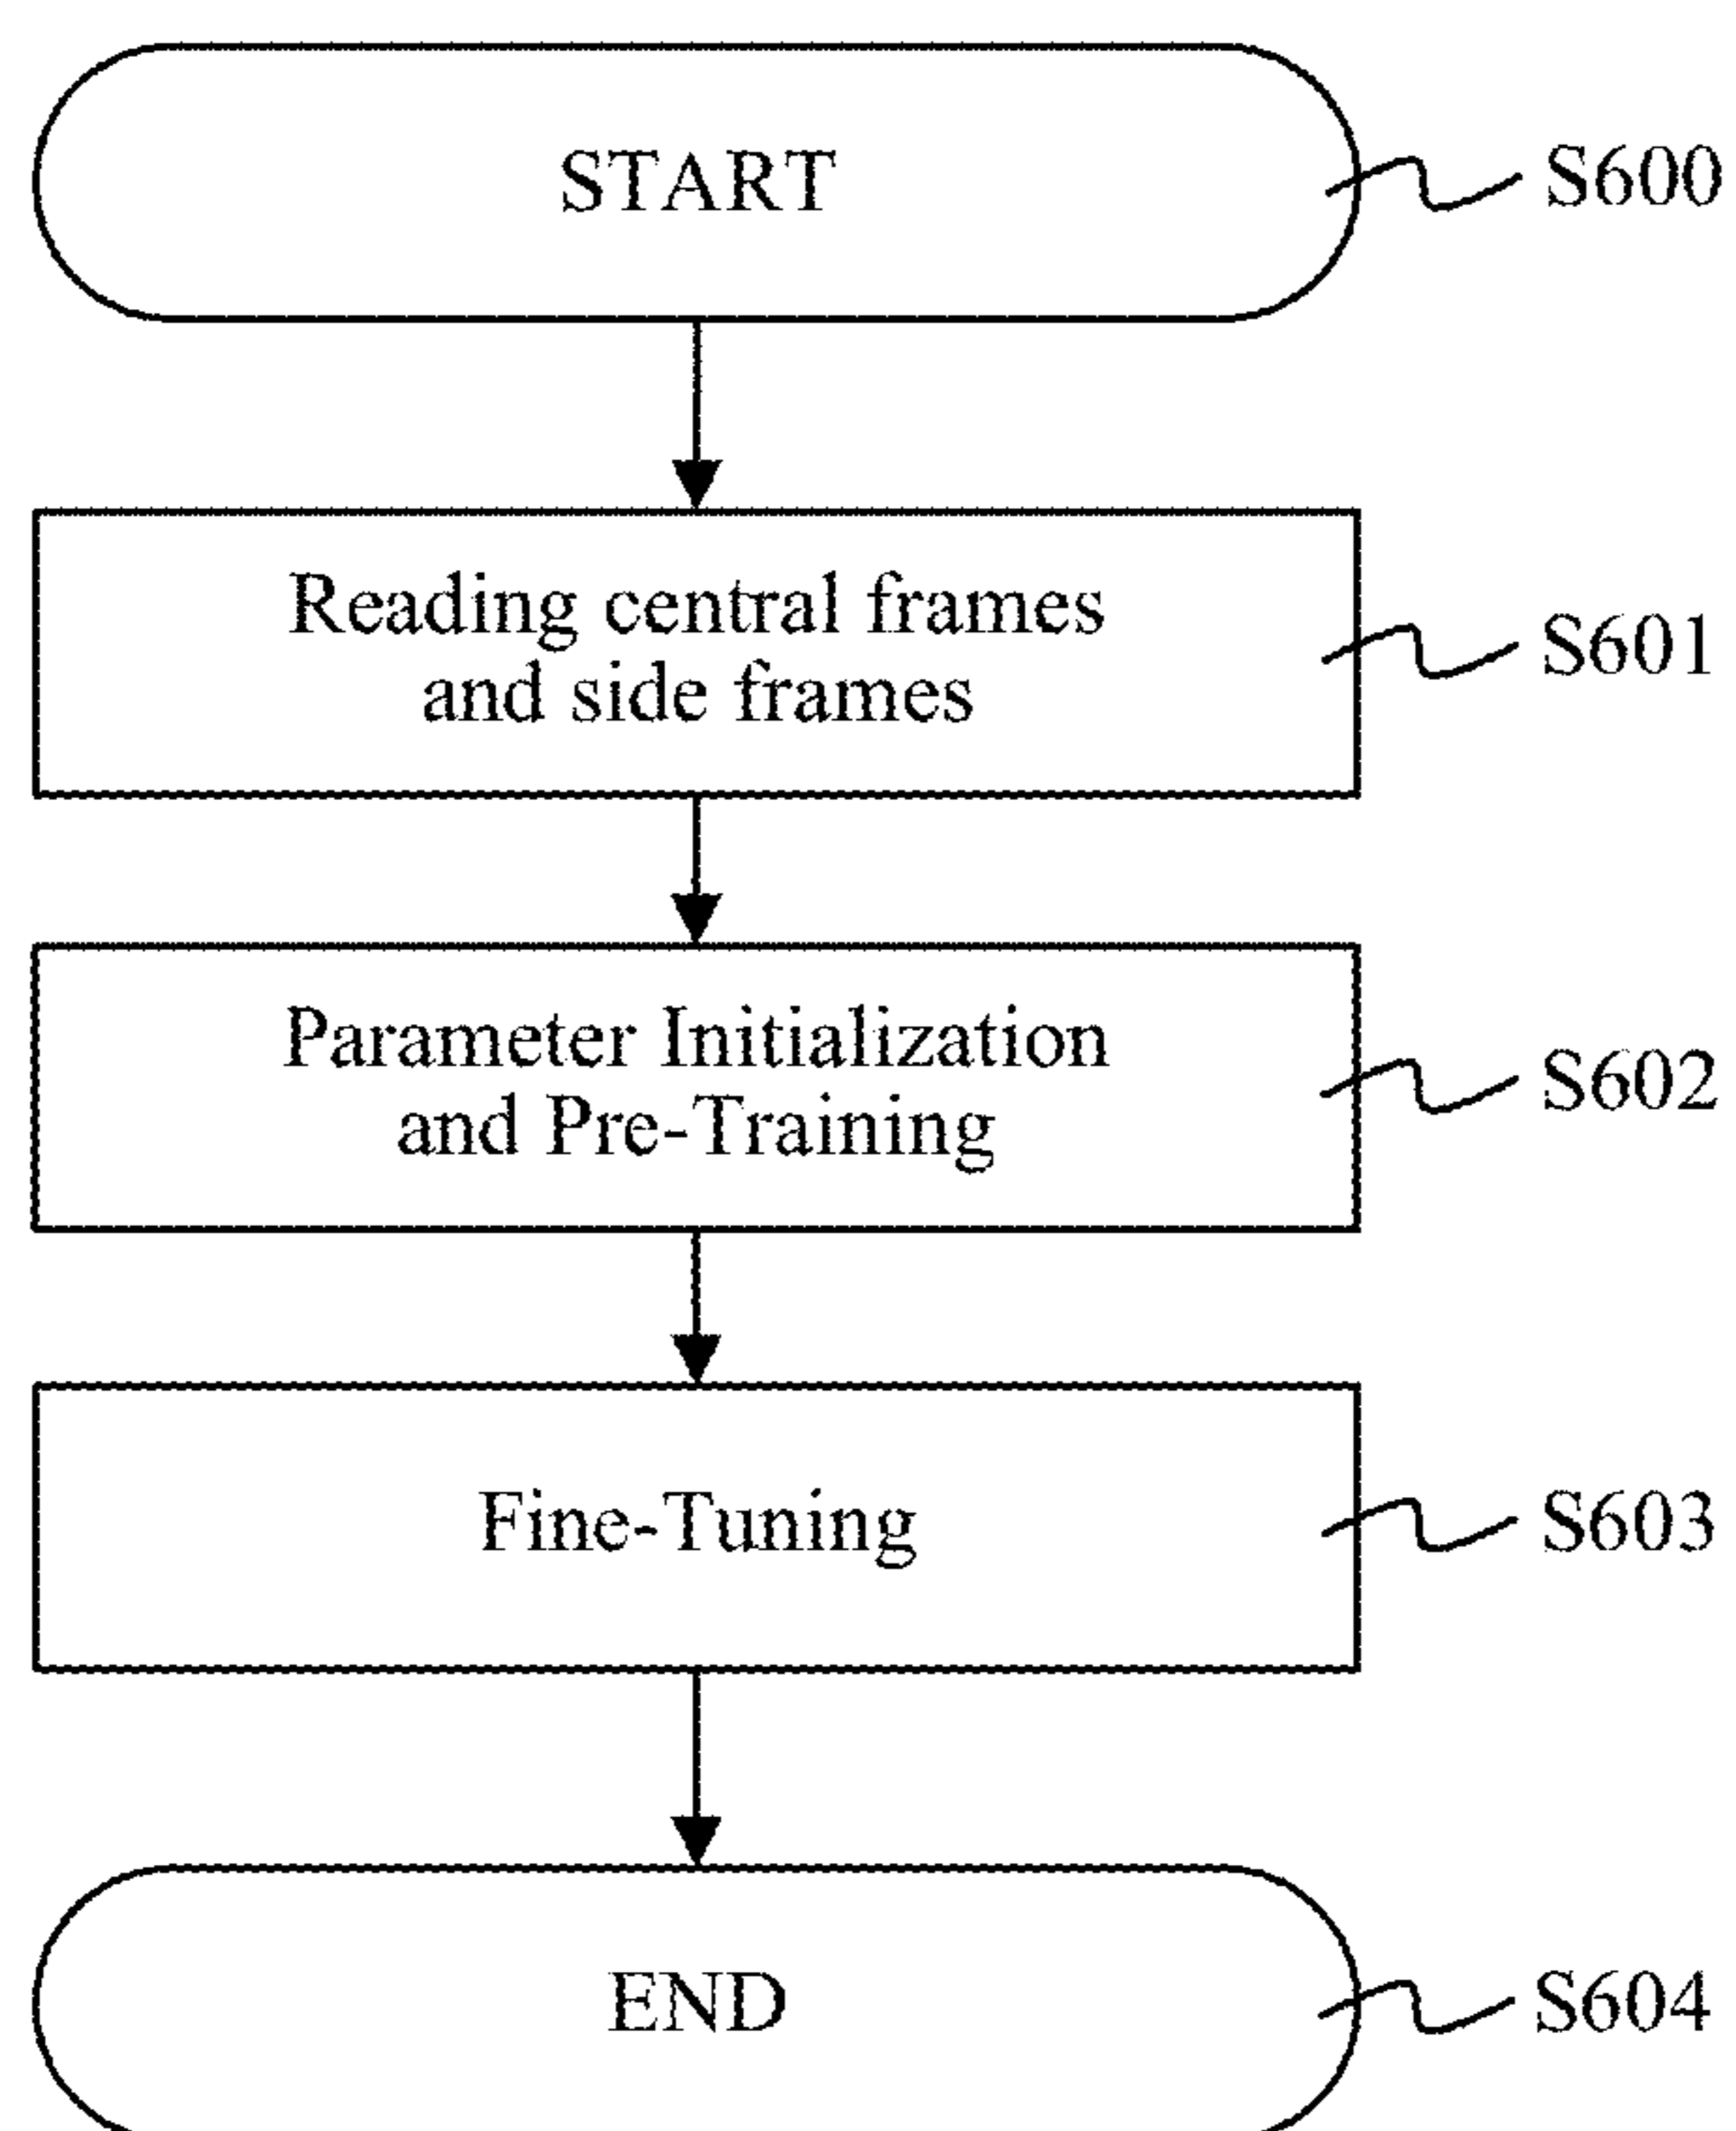 START
S600
Reading central frames
and side frames
S601
Parameter Initialization
and Pre-Training
S602
Fine-Tuning
S603
END
S604